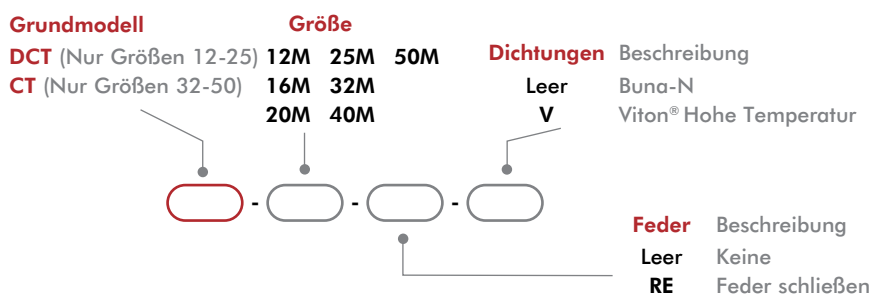 Grundmodell
DCT (Nur Größen 12-25)
CT (Nur Größen 32-50)
Größe
12M 25M 50M
16M 32M
20M 40M
Dichtungen Beschreibung
Leer Buna-N
V Viton® Hohe Temperatur
- - -
Feder Beschreibung
Leer Keine
RE Feder schließen